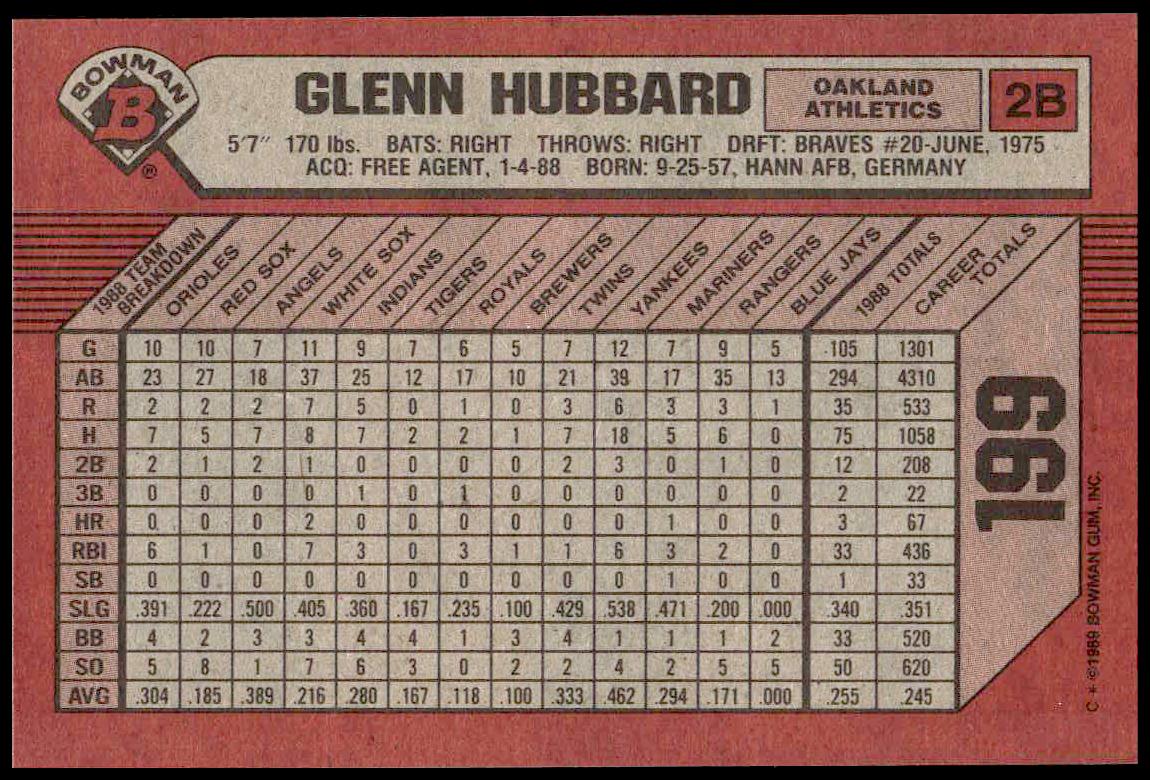 BOWMAN
B
®
GLENN HUBBARD
OAKLAND
ATHLETICS
2B
5'7" 170 lbs. BATS: RIGHT THROWS: RIGHT DRFT: BRAVES #20-JUNE, 1975
ACQ: FREE AGENT, 1-4-88 BORN: 9-25-57, HANN AFB, GERMANY
1988 TEAM BREAKDOWN ORIOLES RED SOX ANGELS WHITE SOX INDIANS TIGERS ROYALS BREWERS TWINS YANKEES MARINERS RANGERS BLUE JAYS 1988 TOTALS CAREER TOTALS
G 10 10 7 11 9 7 6 5 7 12 7 9 5 105 1301
AB 23 27 18 37 25 12 17 10 21 39 17 35 13 294 4310
R 2 2 2 7 5 0 1 0 3 6 3 3 1 35 533
H 7 5 7 8 7 2 2 1 7 18 5 6 0 75 1058
2B 2 1 2 1 0 0 0 0 2 3 0 1 0 12 208
3B 0 0 0 0 1 0 1 0 0 0 0 0 0 2 22
HR 0 0 0 2 0 0 0 0 0 0 1 0 0 3 67
RBI 6 1 0 7 3 0 3 1 1 6 3 2 0 33 436
SB 0 0 0 0 0 0 0 0 0 0 1 0 0 1 33
SLG .391 .222 .500 .405 .360 .167 .235 .100 .429 .538 .471 .200 .000 .340 .351
BB 4 2 3 3 4 4 1 3 4 1 1 1 2 33 520
SO 5 8 1 7 6 3 0 2 2 4 2 5 5 50 620
AVG .304 .185 .389 .216 .280 .167 .118 .100 .333 .462 .294 .171 .000 .255 .245
199
C * ©1989 BOWMAN GUM, INC.